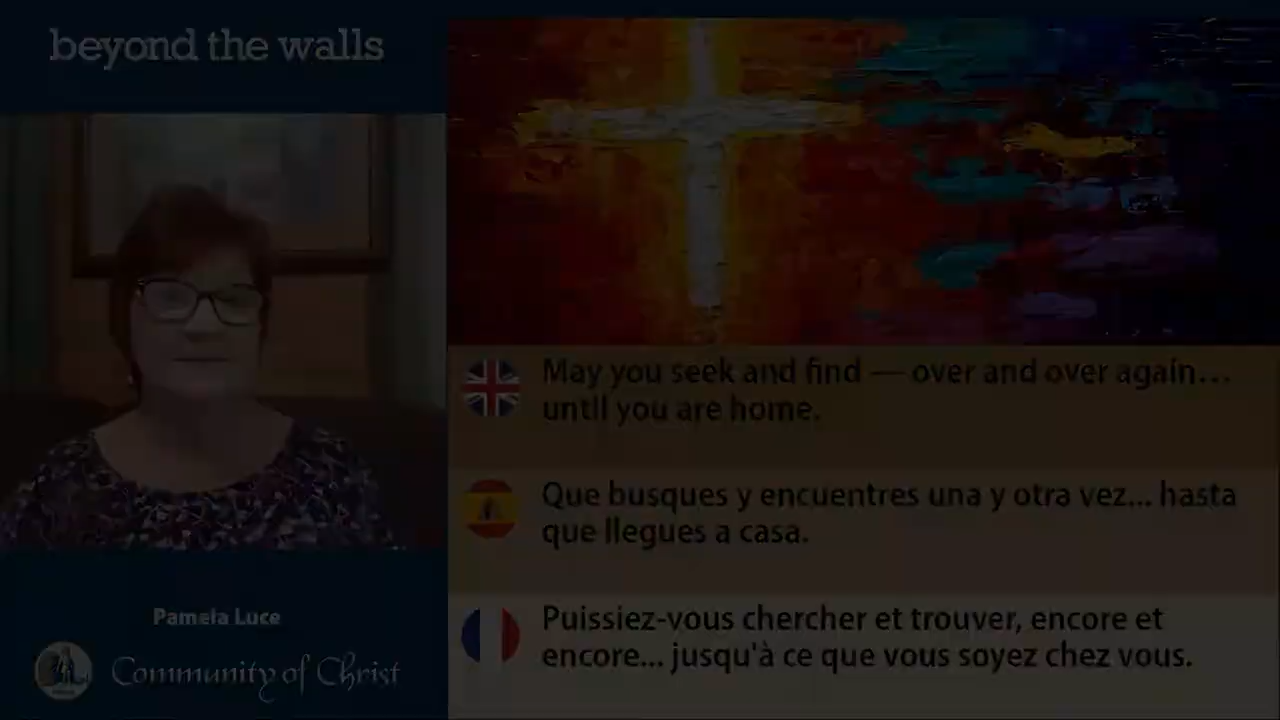 beyond the walls
May you seek and find — over and over again...
until you are home.
Que busques y encuentres una y otra vez... hasta
que llegues a casa.
Puissiez-vous chercher et trouver, encore et
encore... jusqu'à ce que vous soyez chez vous.
Pamela Luce
Community of Christ